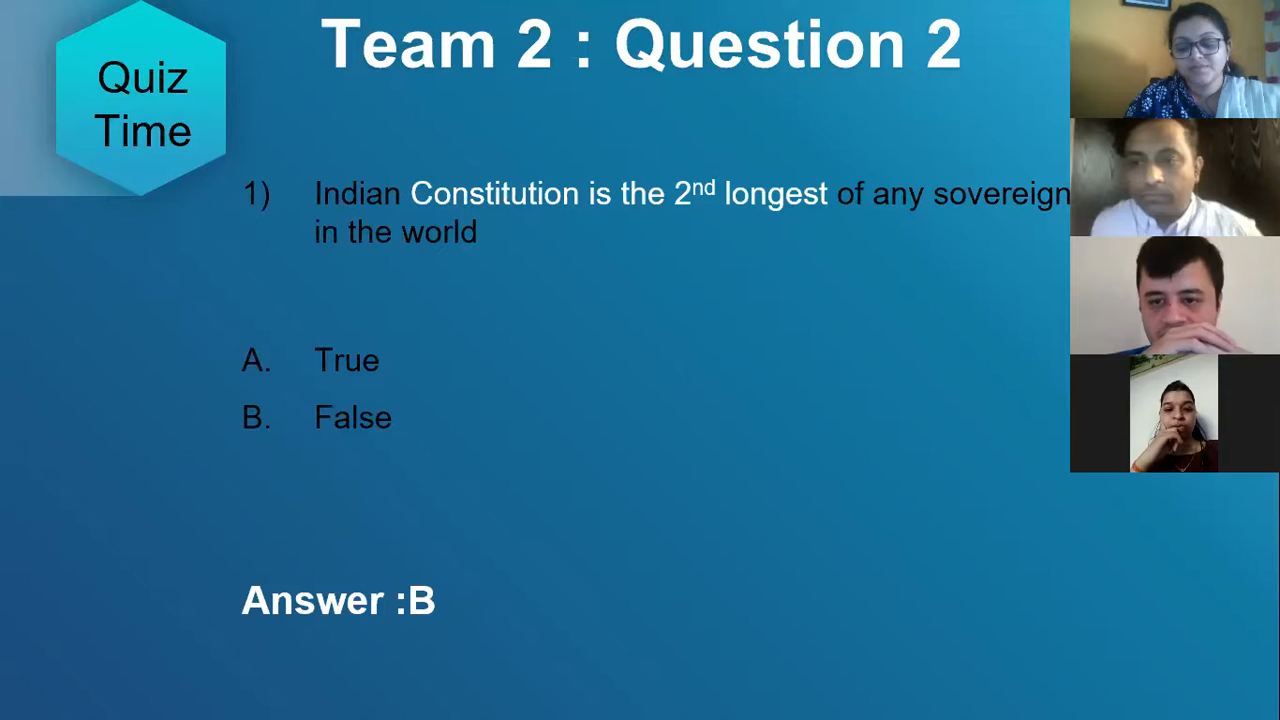 Team 2 : Question 2
Quiz
Time
1) Indian Constitution is the 2nd longest of any sovereign
in the world
A. True
B. False
Answer :B